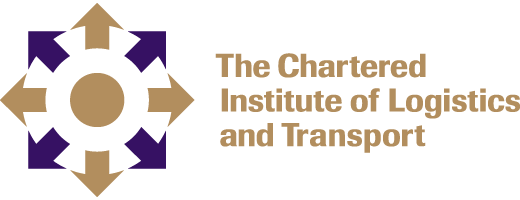 The Chartered
Institute of Logistics
and Transport